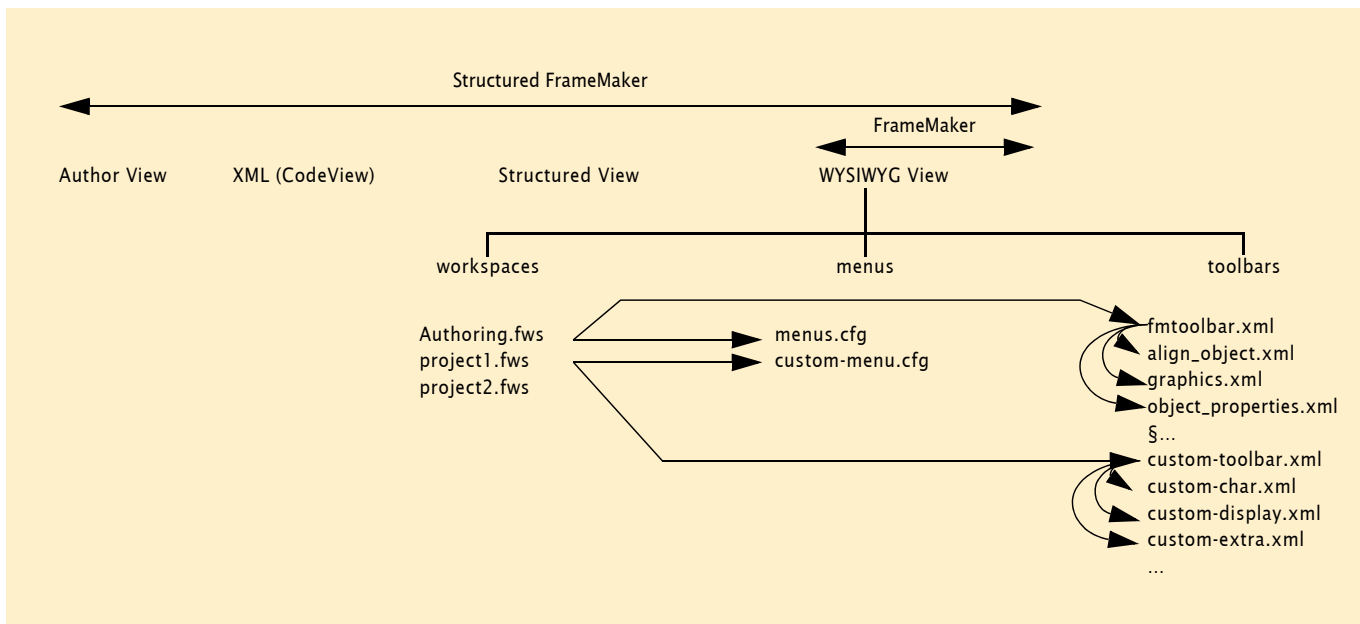 Structured FrameMaker
FrameMaker
Author View XML (CodeView) Structured View WYSIWYG View
workspaces menus toolbars
Authoring.fws menus.cfg fmtoolbar.xml
project1.fws custom-menu.cfg align_object.xml
project2.fws graphics.xml
object_properties.xml
§...
custom-toolbar.xml
custom-char.xml
custom-display.xml
custom-extra.xml
...